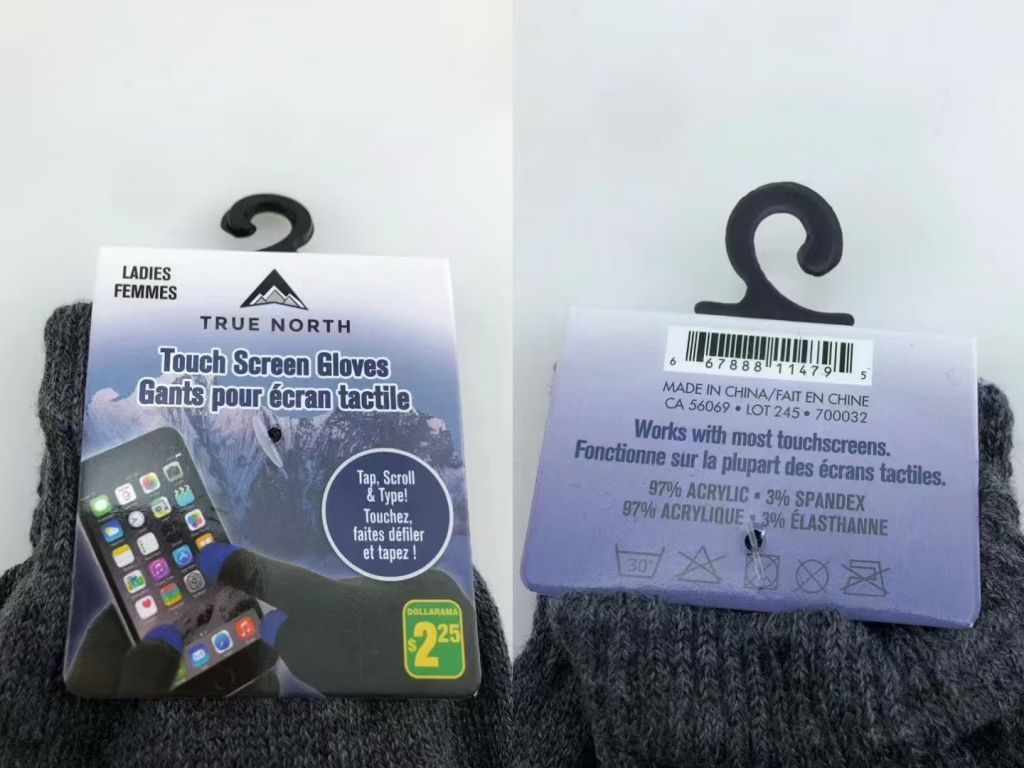 LADIES
FEMMES
TRUE NORTH
Touch Screen Gloves
Gants pour écran tactile
Tap, Scroll
& Type!
Touchez,
faites défiler
et tapez !
DOLLARAMA
$2.25
6 67888 11479 5
MADE IN CHINA/FAIT EN CHINE
CA 56069 • LOT 245 • 700032
Works with most touchscreens.
Fonctionne sur la plupart des écrans tactiles.
97% ACRYLIC ▪ 3% SPANDEX
97% ACRYLIQUE ▪ 3% ÉLASTHANNE
30°